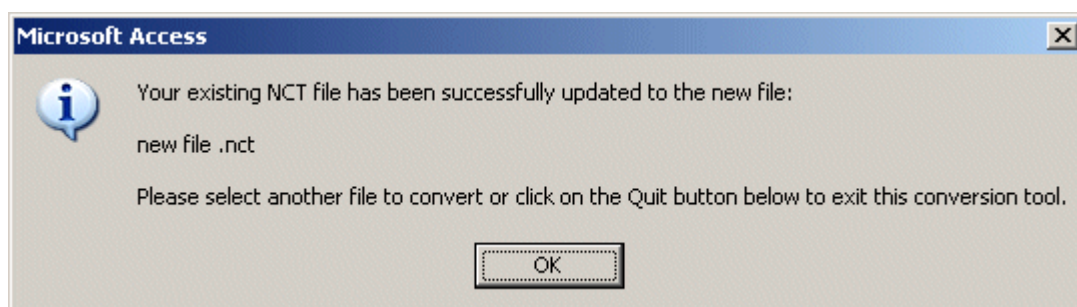 Microsoft Access
Your existing NCT file has been successfully updated to the new file:
new file .nct
Please select another file to convert or click on the Quit button below to exit this conversion tool.
OK